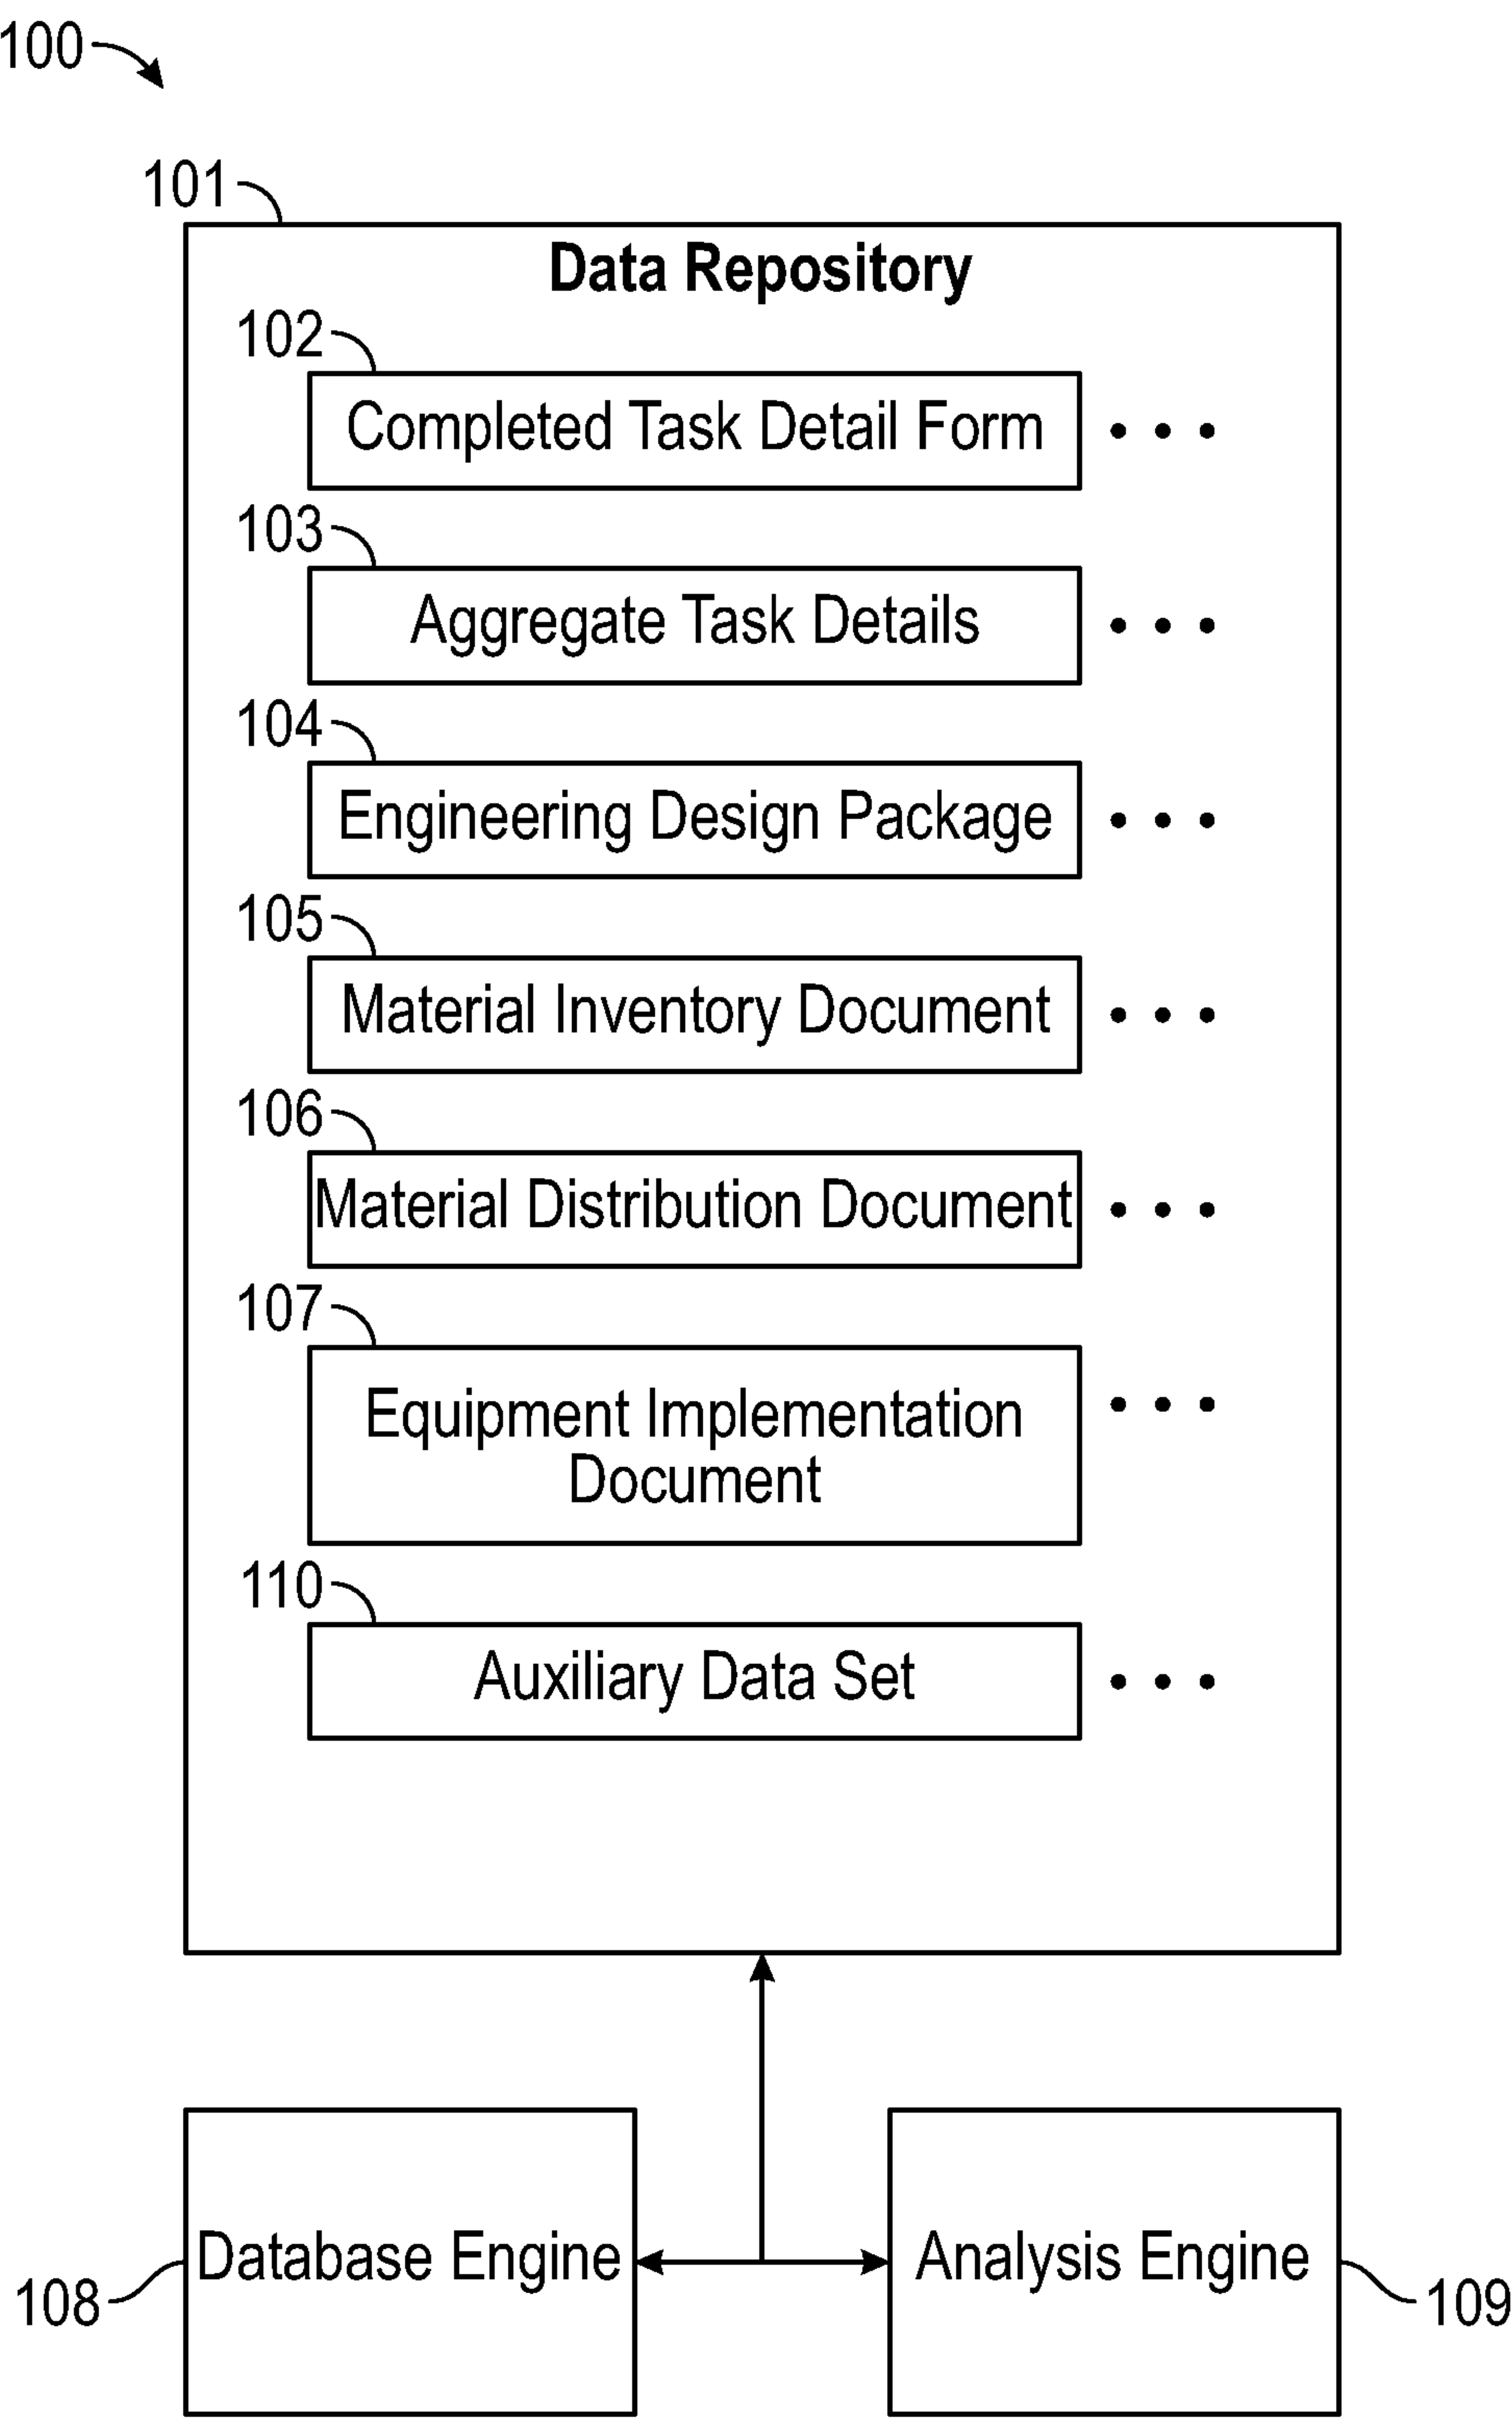 100
101
Data Repository
102
Completed Task Detail Form
103
Aggregate Task Details
104
Engineering Design Package
105
Material Inventory Document
106
Material Distribution Document
107
Equipment Implementation
Document
110
Auxiliary Data Set
Database Engine
Analysis Engine
108
109